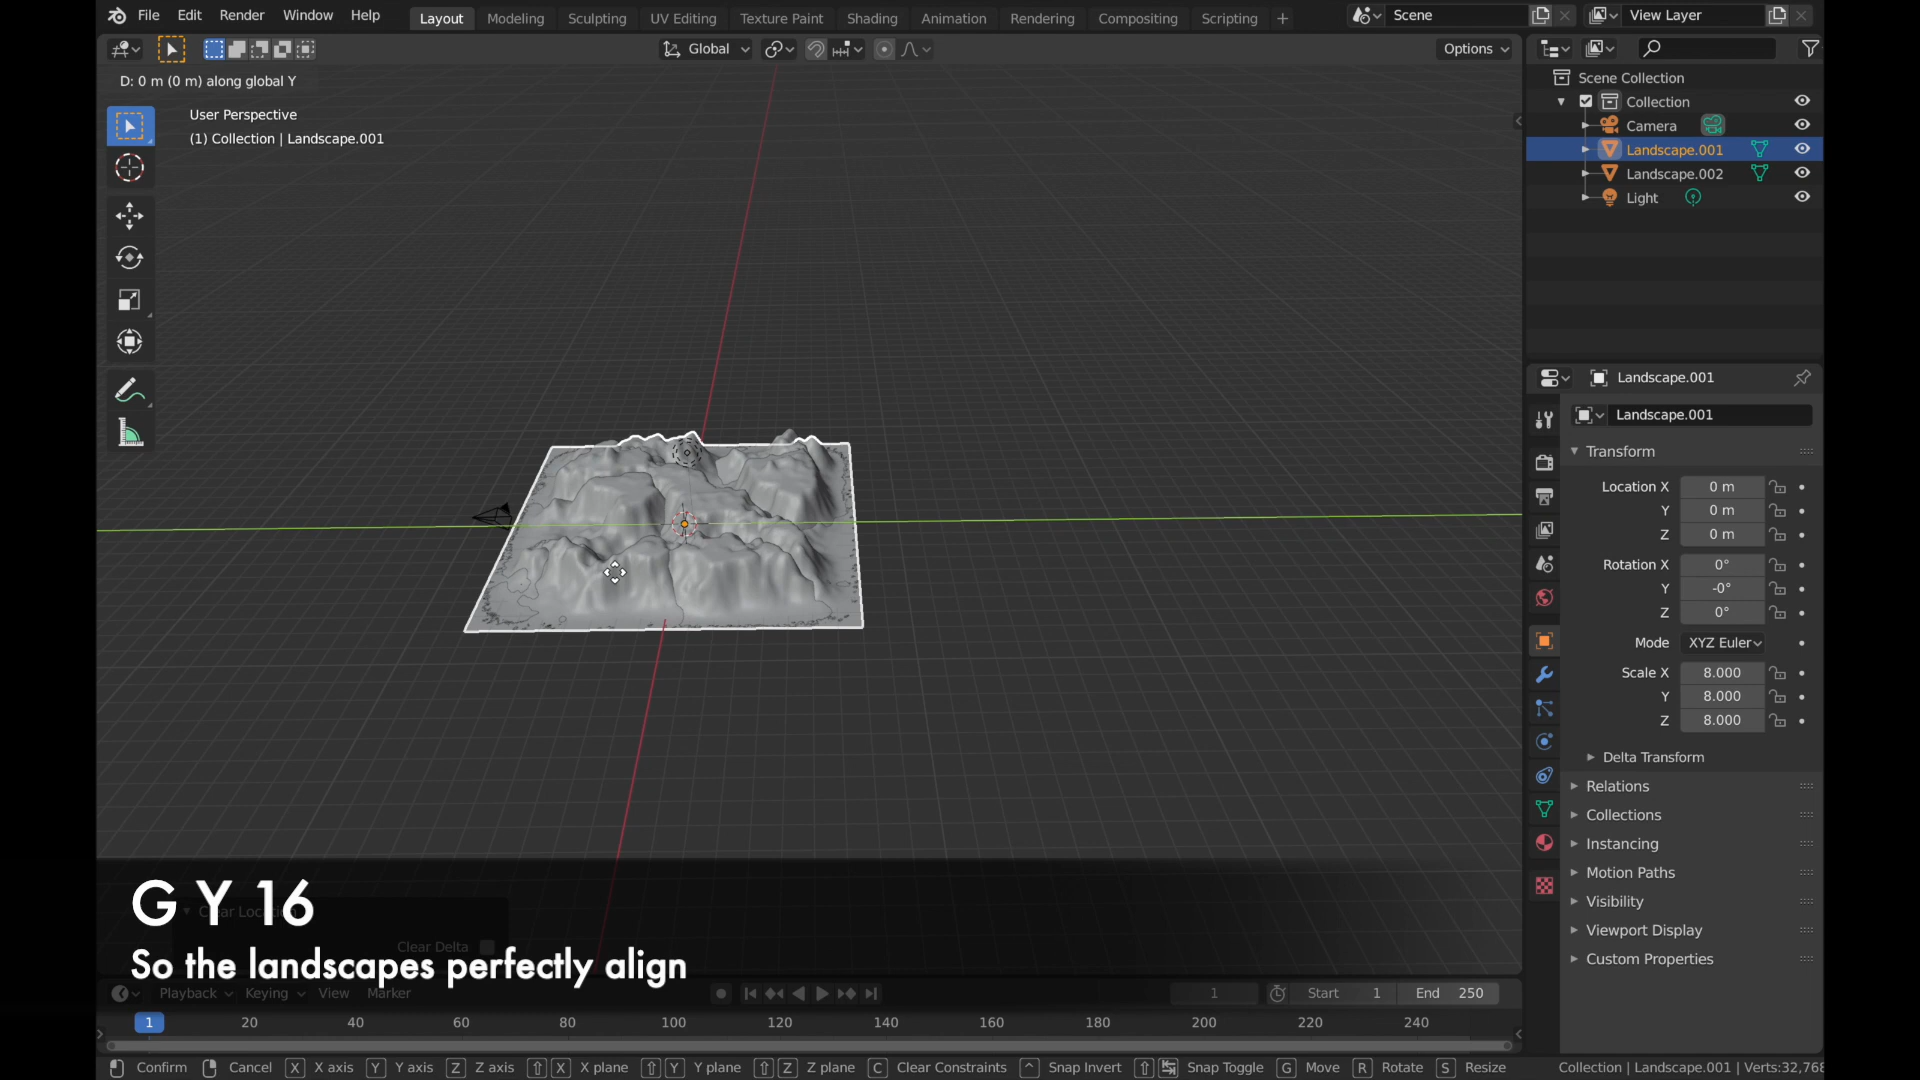 File Edit Render Window Help
Layout Modeling Sculpting UV Editing Texture Paint Shading Animation Rendering Compositing Scripting +
Scene
View Layer
Global
Options
D: 0 m (0 m) along global Y
User Perspective
(1) Collection | Landscape.001
Scene Collection
Collection
Camera
Landscape.001
Landscape.002
Light
Landscape.001
Landscape.001
Transform
Location X 0 m
Y 0 m
Z 0 m
Rotation X 0°
Y -0°
Z 0°
Mode XYZ Euler
Scale X 8.000
Y 8.000
Z 8.000
Delta Transform
Relations
Collections
Instancing
Motion Paths
Visibility
Viewport Display
Custom Properties
G Y 16
Clear Delta
So the landscapes perfectly align
Playback Keying View Marker
1
Start 1
End 250
1 20 40 60 80 100 120 140 160 180 200 220 240
Confirm Cancel X X axis Y Y axis Z Z axis X X plane Y Y plane Z Z plane C Clear Constraints ^ Snap Invert Snap Toggle G Move R Rotate S Resize
Collection | Landscape.001 | Verts:32,768